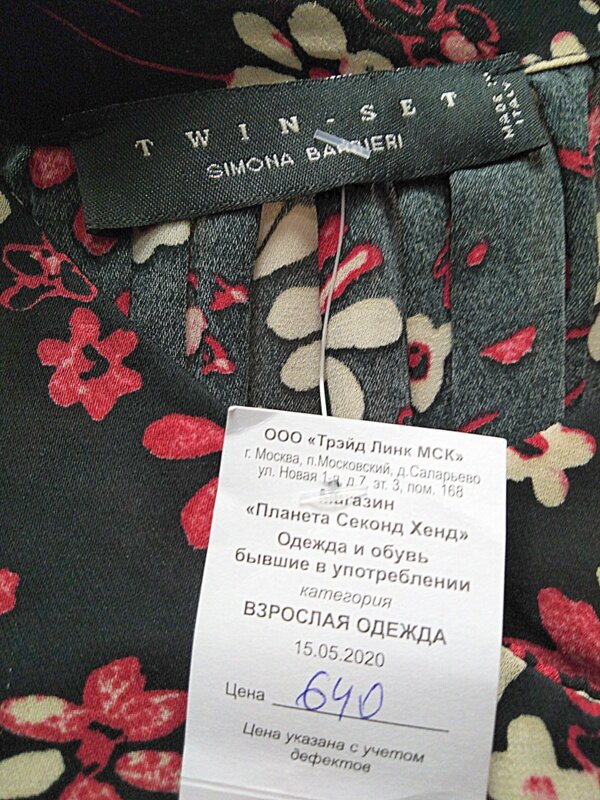 TWIN-SET
SIMONA BARBIERI
MADE IN
ITALY
ООО «Трэйд Линк МСК»
г. Москва, п.Московский, д.Саларьево
ул. Новая 1-я, д.7, эт. 3, пом. 168
магазин
«Планета Секонд Хенд»
Одежда и обувь
бывшие в употреблении
категория
ВЗРОСЛАЯ ОДЕЖДА
15.05.2020
Цена 640
Цена указана с учетом
дефектов